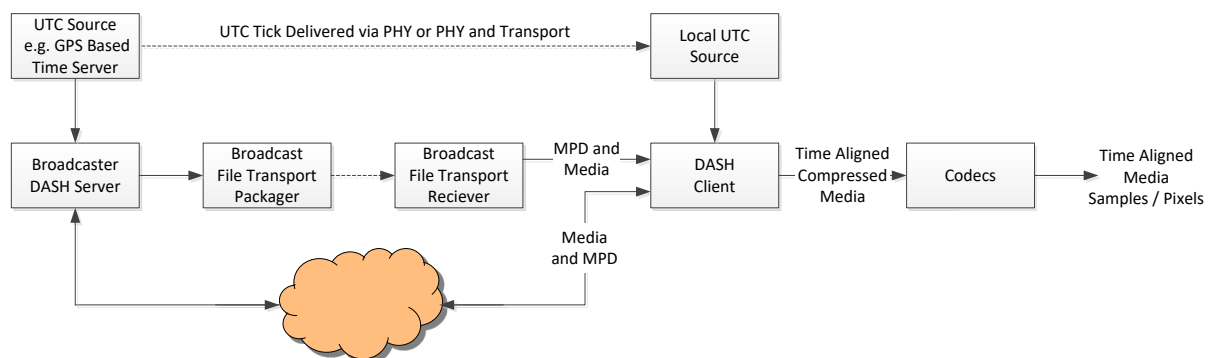 UTC Source
e.g. GPS Based
Time Server
UTC Tick Delivered via PHY or PHY and Transport
Local UTC
Source
Broadcaster
DASH Server
Broadcast
File Transport
Packager
Broadcast
File Transport
Reciever
MPD and
Media
DASH
Client
Time Aligned
Compressed
Media
Codecs
Time Aligned
Media
Samples / Pixels
Media
and MPD